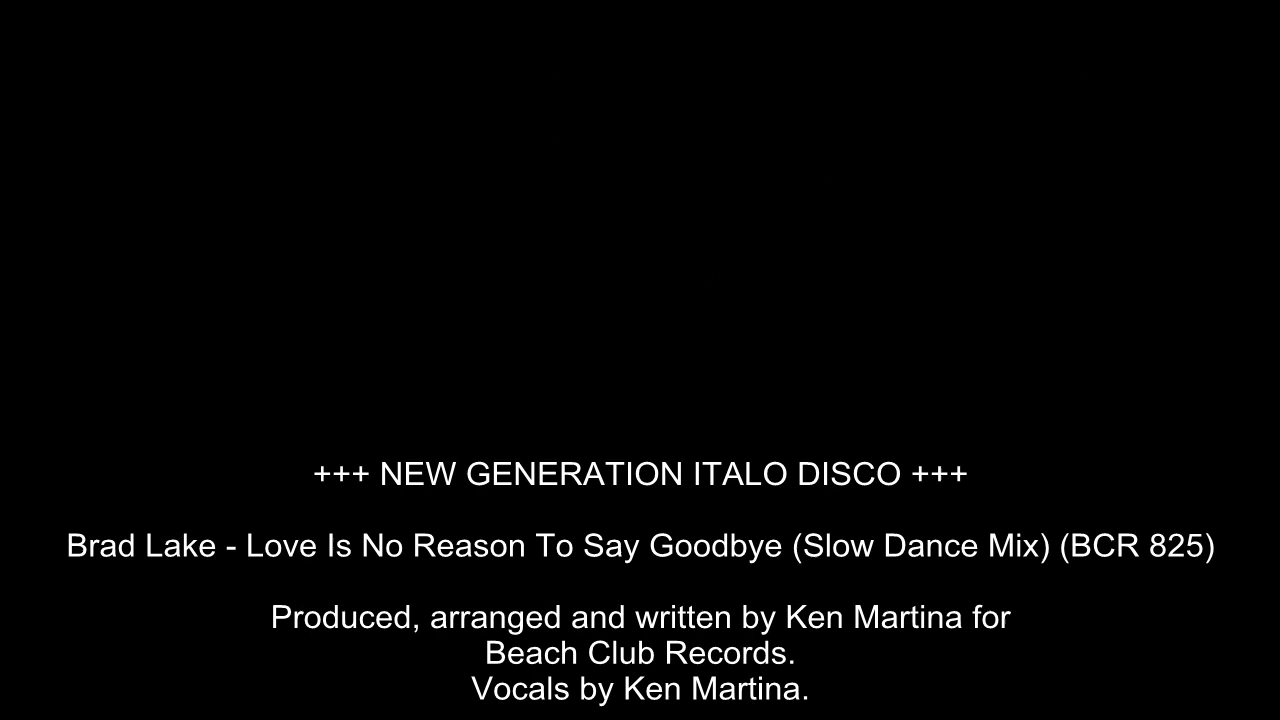 +++ NEW GENERATION ITALO DISCO +++
Brad Lake - Love Is No Reason To Say Goodbye (Slow Dance Mix) (BCR 825)
Produced, arranged and written by Ken Martina for
Beach Club Records.
Vocals by Ken Martina.